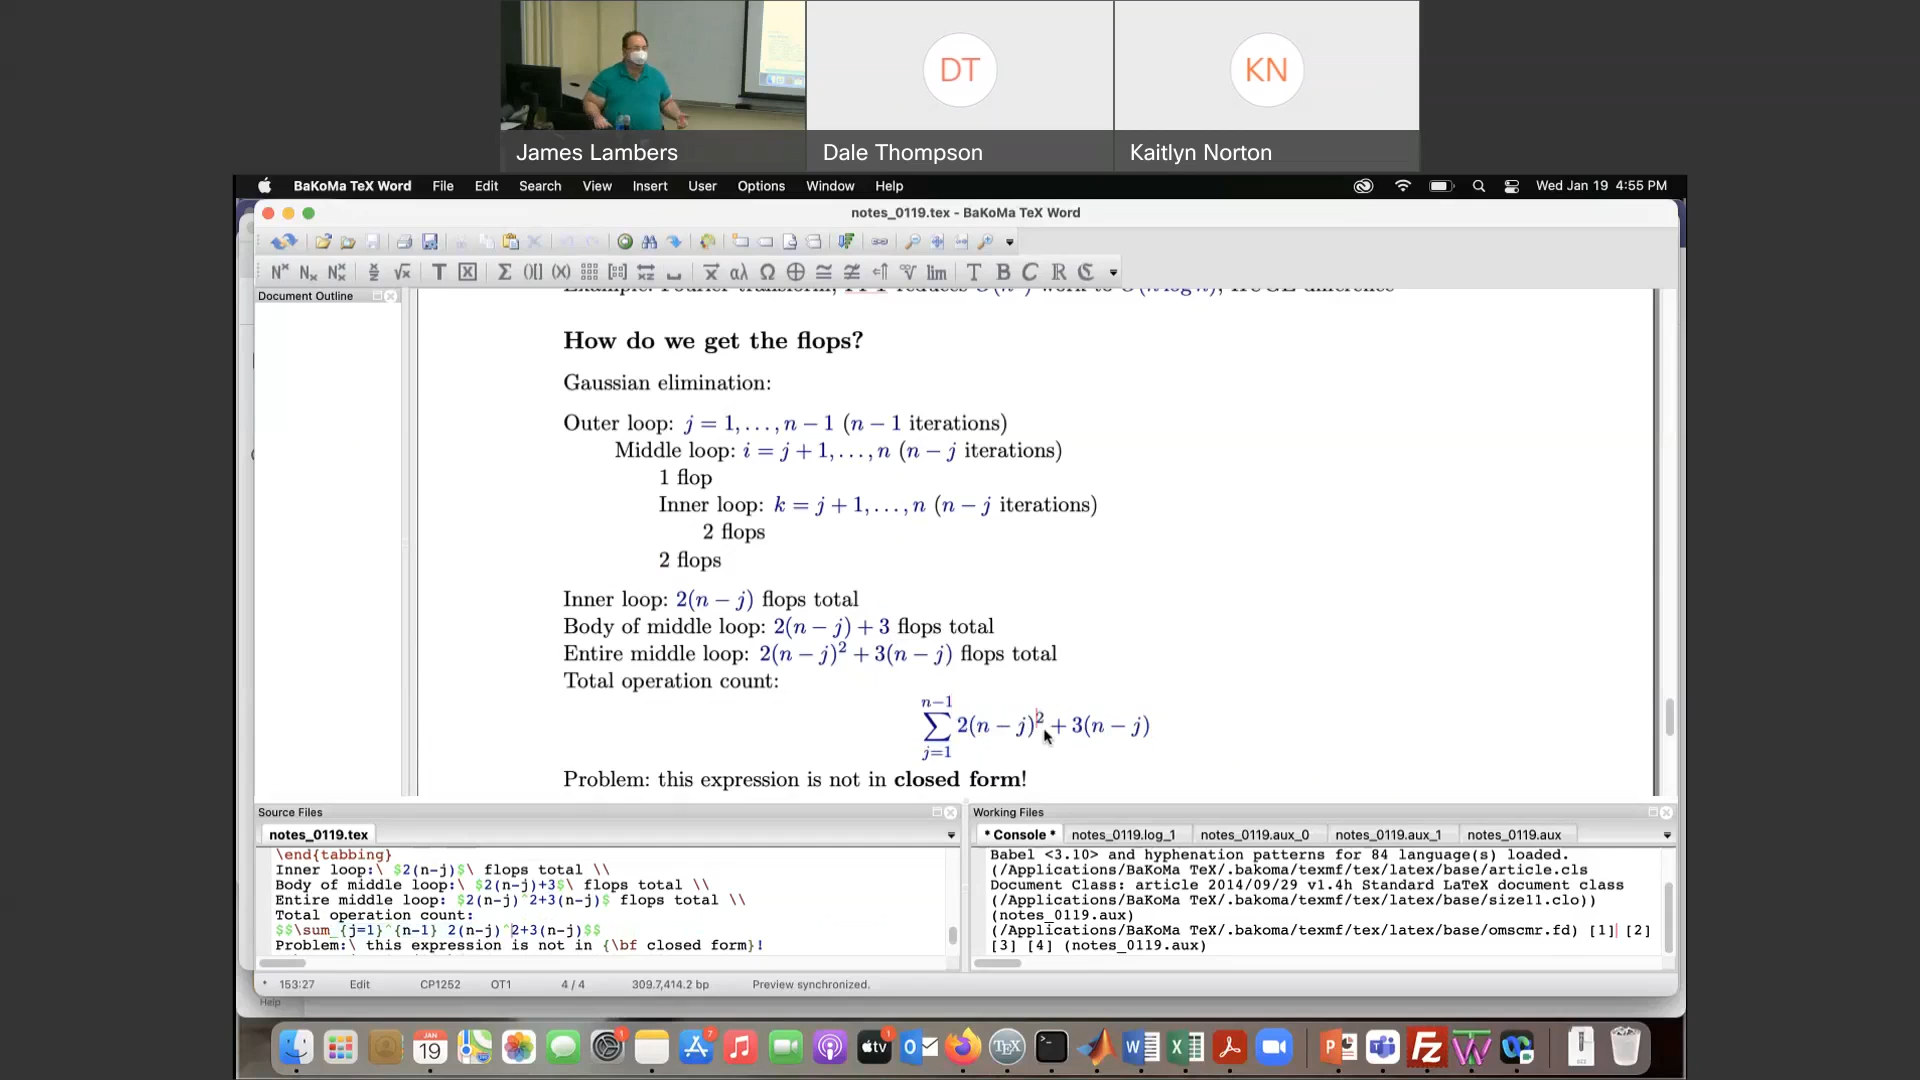 DT
KN
James Lambers
Dale Thompson
Kaitlyn Norton
BaKoMa TeX Word File Edit Search View Insert User Options Window Help
Wed Jan 19 4:55 PM
notes_0119.tex - BaKoMa TeX Word
Document Outline
How do we get the flops?
Gaussian elimination:
Outer loop: j = 1, . . . , n − 1 (n − 1 iterations)
Middle loop: i = j + 1, . . . , n (n − j iterations)
1 flop
Inner loop: k = j + 1, . . . , n (n − j iterations)
2 flops
2 flops
Inner loop: 2(n − j) flops total
Body of middle loop: 2(n − j) + 3 flops total
Entire middle loop: 2(n − j)² + 3(n − j) flops total
Total operation count:
n−1
∑ 2(n − j)² + 3(n − j)
j=1
Problem: this expression is not in closed form!
Source Files
notes_0119.tex
\end{tabbing}
Inner loop:\ $2(n-j)$\ flops total \\
Body of middle loop:\ $2(n-j)+3$\ flops total \\
Entire middle loop: $2(n-j)^2+3(n-j)$ flops total \\
Total operation count:
$$\sum_{j=1}^{n-1} 2(n-j)^2+3(n-j)$$
Problem:\ this expression is not in {\bf closed form}!
Working Files
* Console * notes_0119.log_1 notes_0119.aux_0 notes_0119.aux_1 notes_0119.aux
Babel <3.10> and hyphenation patterns for 84 language(s) loaded.
(/Applications/BaKoMa TeX/.bakoma/texmf/tex/latex/base/article.cls
Document Class: article 2014/09/29 v1.4h Standard LaTeX document class
(/Applications/BaKoMa TeX/.bakoma/texmf/tex/latex/base/size11.clo))
(notes_0119.aux)
(/Applications/BaKoMa TeX/.bakoma/texmf/tex/latex/base/omscmr.fd) [1] [2]
[3] [4] (notes_0119.aux)
* 153:27 Edit CP1252 OT1 4 / 4 309.7,414.2 bp Preview synchronized.
Help
JAN
19
tv
TEX